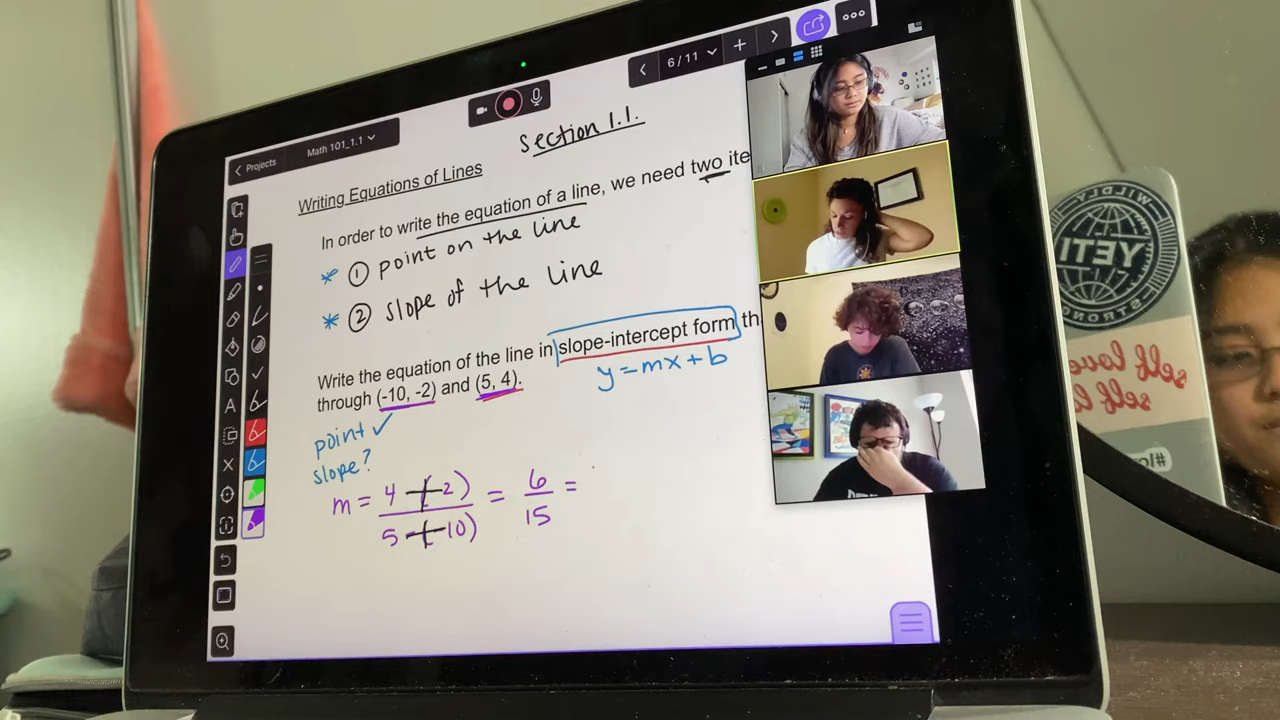 6/11
Projects
Math 101_1.1
Section 1.1.
Writing Equations of Lines
In order to write the equation of a line, we need two ite
* ① point on the line
* ② slope of the line
Write the equation of the line in slope-intercept form th
through (-10, -2) and (5, 4).
y=mx+b
point ✓
slope?
m = 4 - (-2) / 5 - (-10) = 6/15 =
A
WILDLY
YETI
STRONG
self love
self